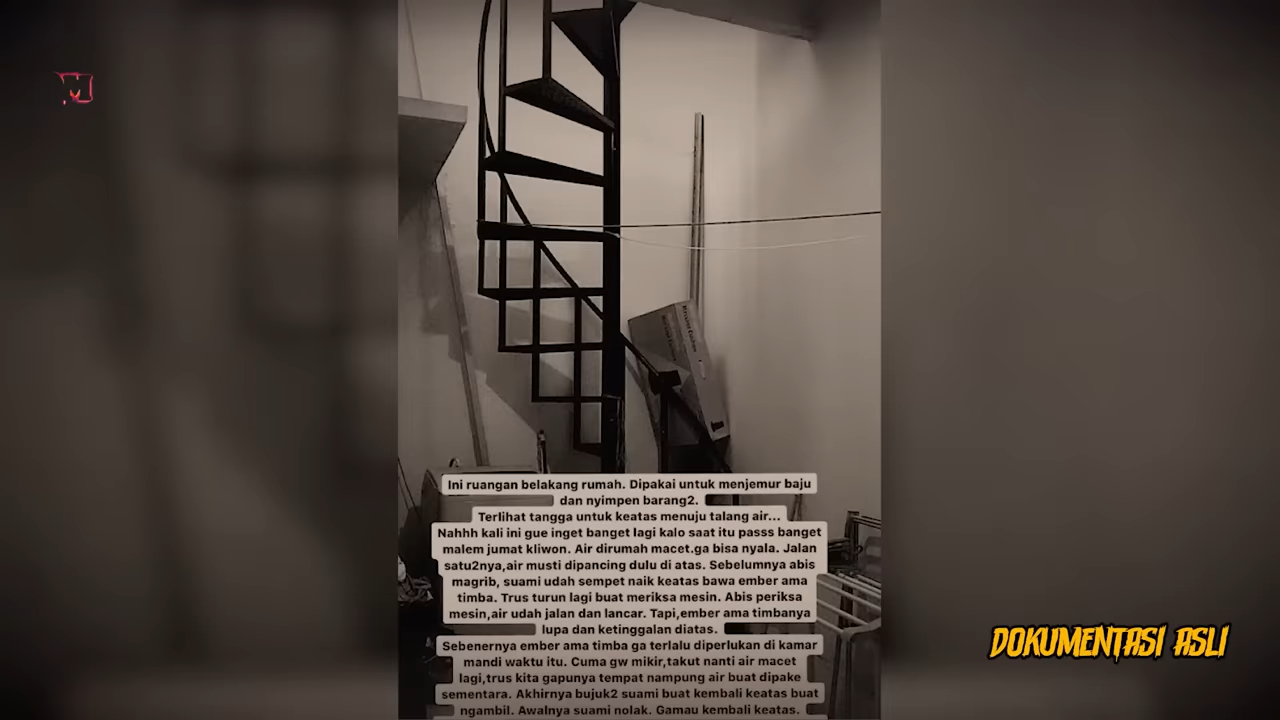 M
Ini ruangan belakang rumah. Dipakai untuk menjemur baju
dan nyimpen barang2.
Terlihat tangga untuk keatas menuju talang air...
Nahhh kali ini gue inget banget lagi kalo saat itu passs banget
malem jumat kliwon. Air dirumah macet.ga bisa nyala. Jalan
satu2nya,air musti dipancing dulu di atas. Sebelumnya abis
magrib, suami udah sempet naik keatas bawa ember ama
timba. Trus turun lagi buat meriksa mesin. Abis periksa
mesin,air udah jalan dan lancar. Tapi,ember ama timbanya
lupa dan ketinggalan diatas.
Sebenernya ember ama timba ga terlalu diperlukan di kamar
mandi waktu itu. Cuma gw mikir,takut nanti air macet
lagi,trus kita gapunya tempat nampung air buat dipake
sementara. Akhirnya bujuk2 suami buat kembali keatas buat
ngambil. Awalnya suami nolak. Gamau kembali keatas.
DOKUMENTASI ASLI